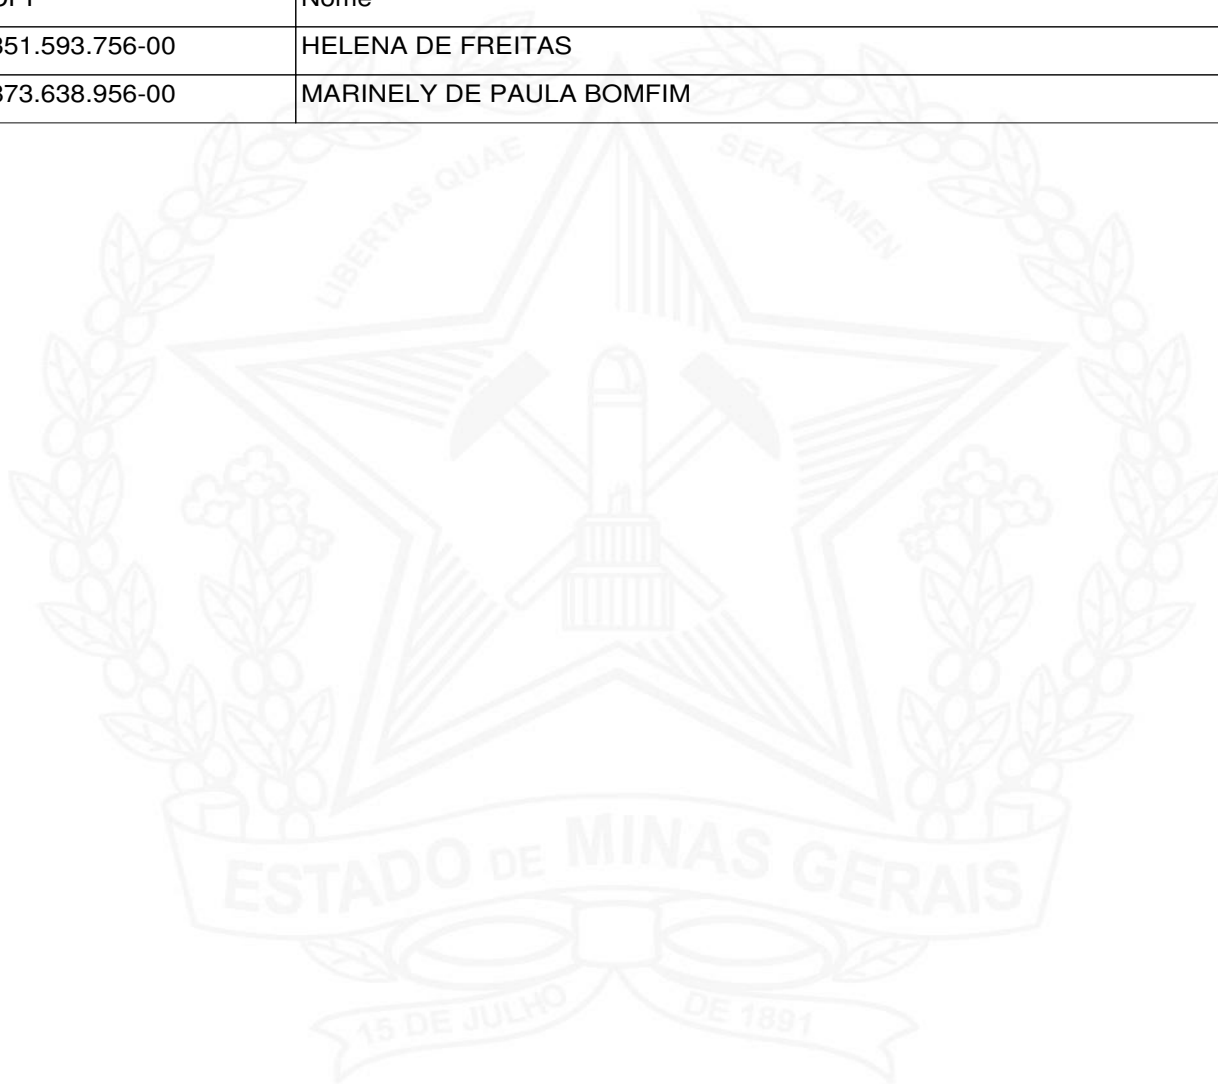 Nome
351.593.756-00 HELENA DE FREITAS
373.638.956-00 MARINELY DE PAULA BOMFIM
LIBERTAS QUAE SERA TAMEN
ESTADO DE MINAS GERAIS
15 DE JULHO DE 1891